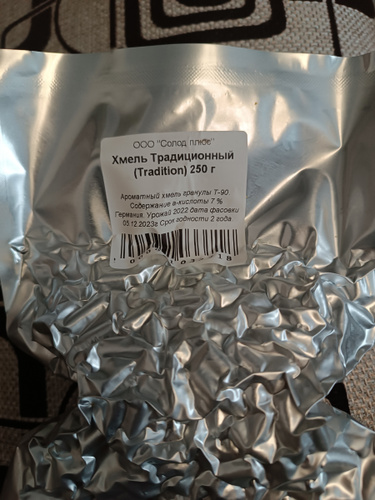 ООО "Солод плюс"
Хмель Традиционный
(Tradition) 250 г
Ароматный хмель гранулы Т-90.
Содержание а-кислоты 7 %
Германия. Урожай 2022 дата фасовки
05.12.2023г Срок годности 2 года